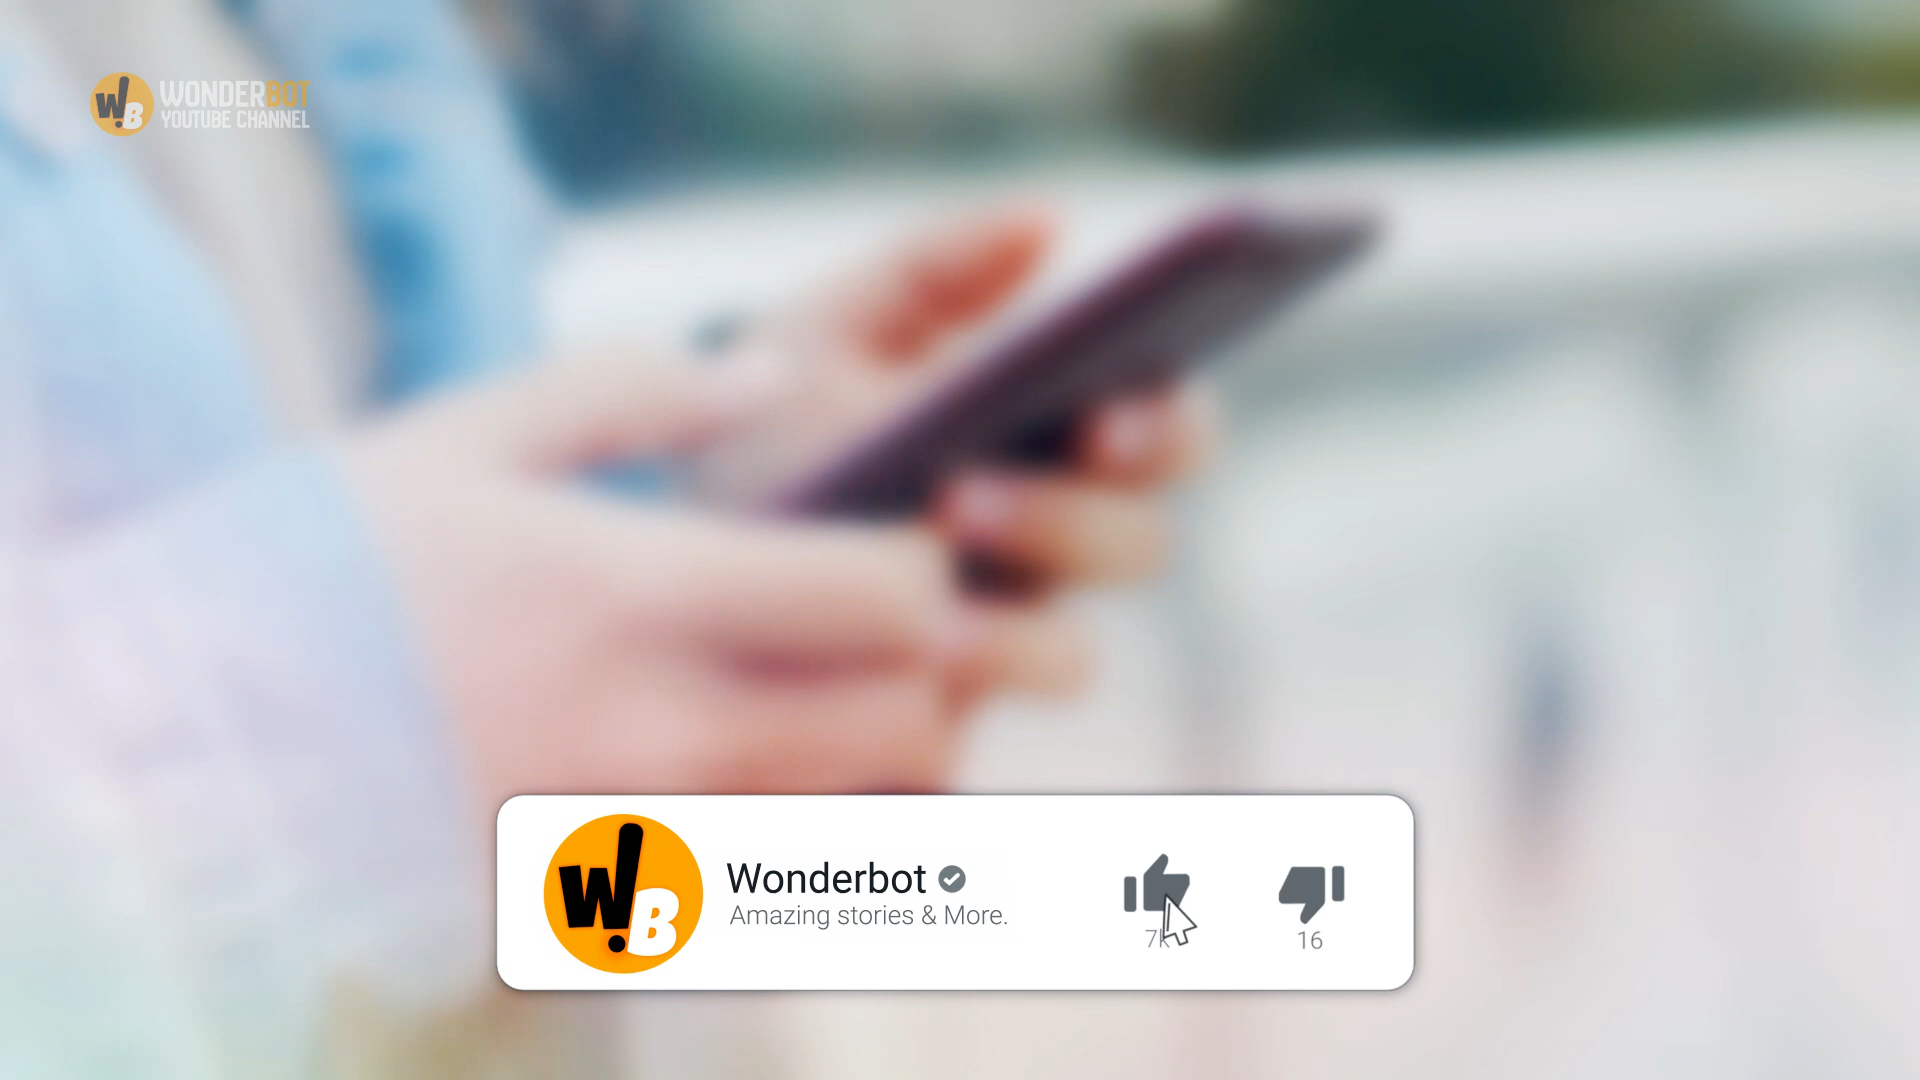 W!B WONDERBOT
YOUTUBE CHANNEL
W!B
Wonderbot
Amazing stories & More.
7k
16